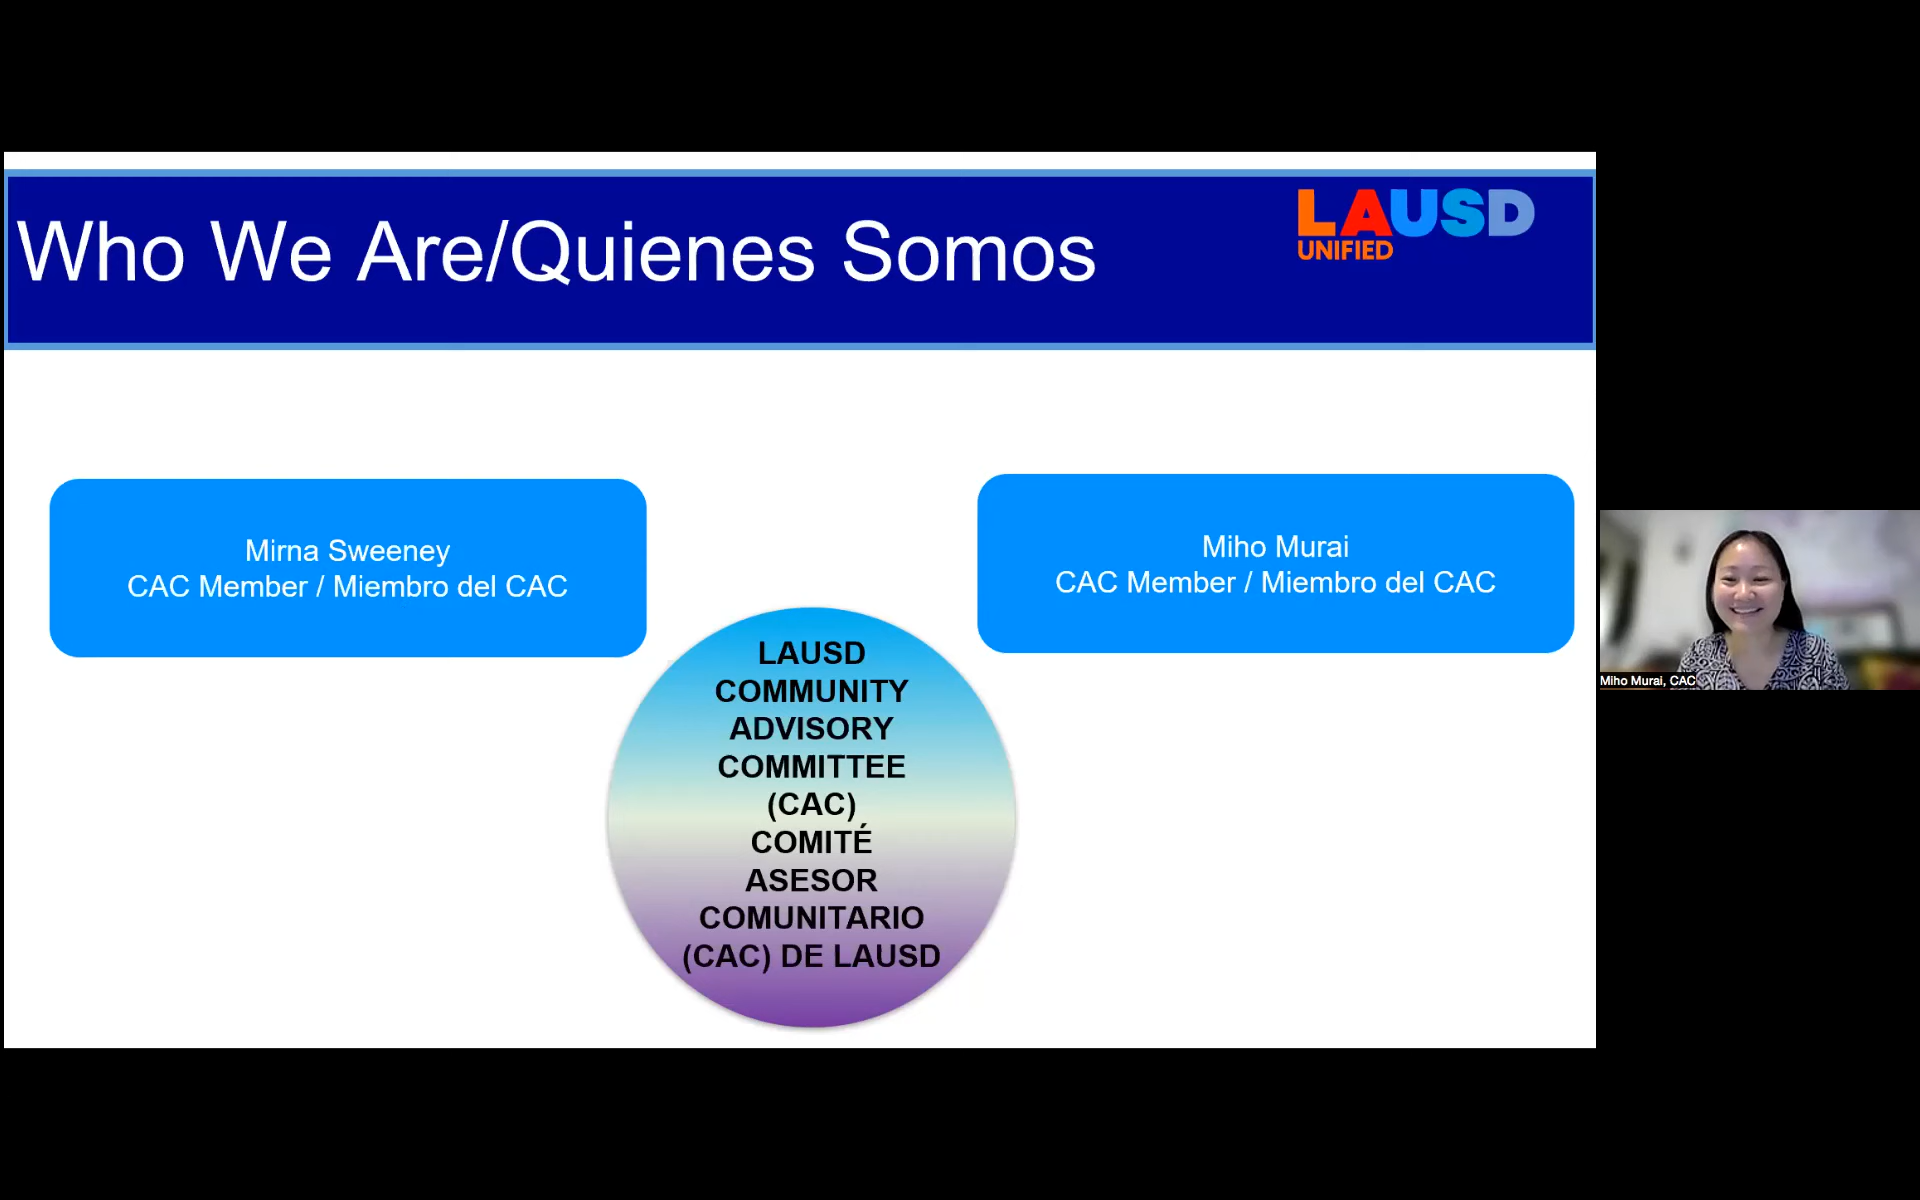 Who We Are/Quienes Somos
LAUSD
UNIFIED
Mirna Sweeney
CAC Member / Miembro del CAC
Miho Murai
CAC Member / Miembro del CAC
LAUSD
COMMUNITY
ADVISORY
COMMITTEE
(CAC)
COMITÉ
ASESOR
COMUNITARIO
(CAC) DE LAUSD
Miho Murai, CAC